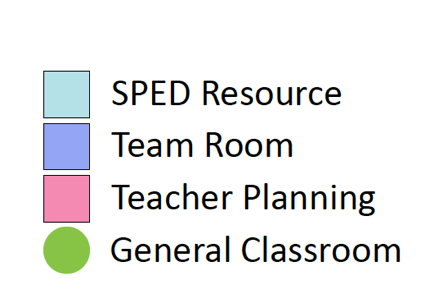 SPED Resource
Team Room
Teacher Planning
General Classroom